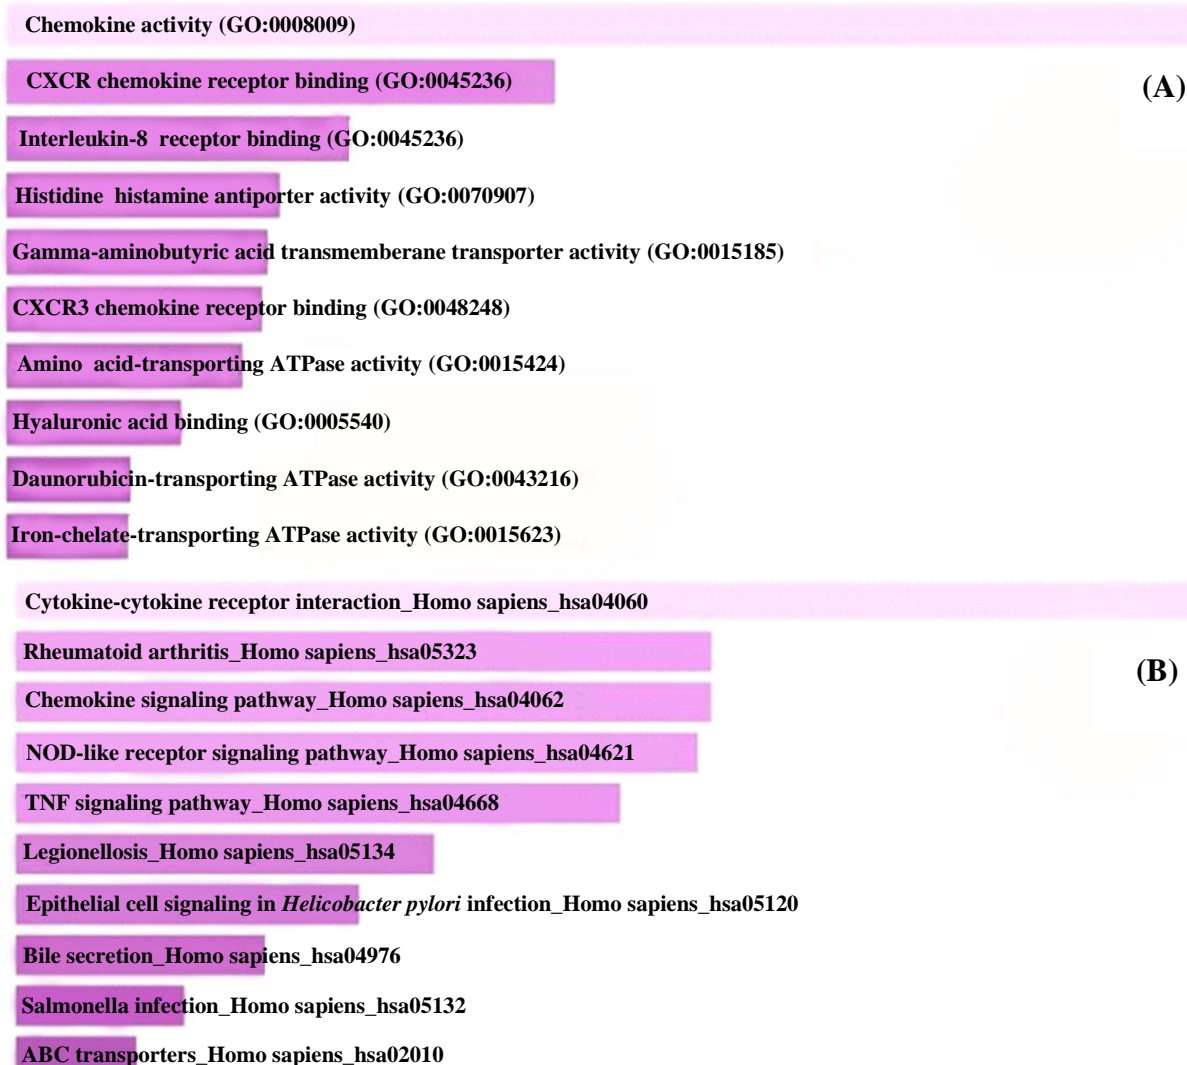 Chemokine activity (GO:0008009)
CXCR chemokine receptor binding (GO:0045236)
(A)
Interleukin-8 receptor binding (GO:0045236)
Histidine histamine antiporter activity (GO:0070907)
Gamma-aminobutyric acid transmemberane transporter activity (GO:0015185)
CXCR3 chemokine receptor binding (GO:0048248)
Amino acid-transporting ATPase activity (GO:0015424)
Hyaluronic acid binding (GO:0005540)
Daunorubicin-transporting ATPase activity (GO:0043216)
Iron-chelate-transporting ATPase activity (GO:0015623)
Cytokine-cytokine receptor interaction_Homo sapiens_hsa04060
Rheumatoid arthritis_Homo sapiens_hsa05323
(B)
Chemokine signaling pathway_Homo sapiens_hsa04062
NOD-like receptor signaling pathway_Homo sapiens_hsa04621
TNF signaling pathway_Homo sapiens_hsa04668
Legionellosis_Homo sapiens_hsa05134
Epithelial cell signaling in Helicobacter pylori infection_Homo sapiens_hsa05120
Bile secretion_Homo sapiens_hsa04976
Salmonella infection_Homo sapiens_hsa05132
ABC transporters_Homo sapiens_hsa02010